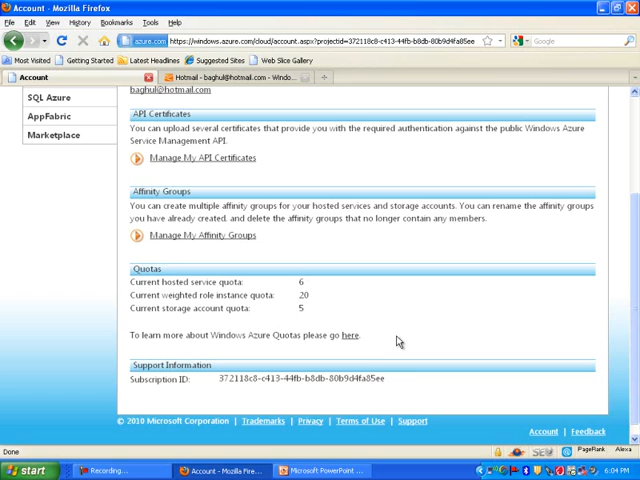 Account - Mozilla Firefox
File Edit View History Bookmarks Tools Help
azure.com https://windows.azure.com/cloud/account.aspx?projectid=372118c8-c413-44fb-b8db-80b9d4fa85ee Google
Most Visited Getting Started Latest Headlines Suggested Sites Web Slice Gallery
Account Hotmail - baghul@hotmail.com - Windo...
SQL Azure
AppFabric
Marketplace
baghul@hotmail.com
API Certificates
You can upload several certificates that provide you with the required authentication against the public Windows Azure
Service Management API.
Manage My API Certificates
Affinity Groups
You can create multiple affinity groups for your hosted services and storage accounts. You can rename the affinity groups
you have already created, and delete the affinity groups that no longer contain any members.
Manage My Affinity Groups
Quotas
Current hosted service quota: 6
Current weighted role instance quota: 20
Current storage account quota: 5
To learn more about Windows Azure Quotas please go here.
Support Information
Subscription ID: 372118c8-c413-44fb-b8db-80b9d4fa85ee
© 2010 Microsoft Corporation Trademarks Privacy Terms of Use Support
Account Feedback
Done PageRank Alexa
start Recording... Account - Mozilla Fire... Microsoft PowerPoint ... 6:04 PM